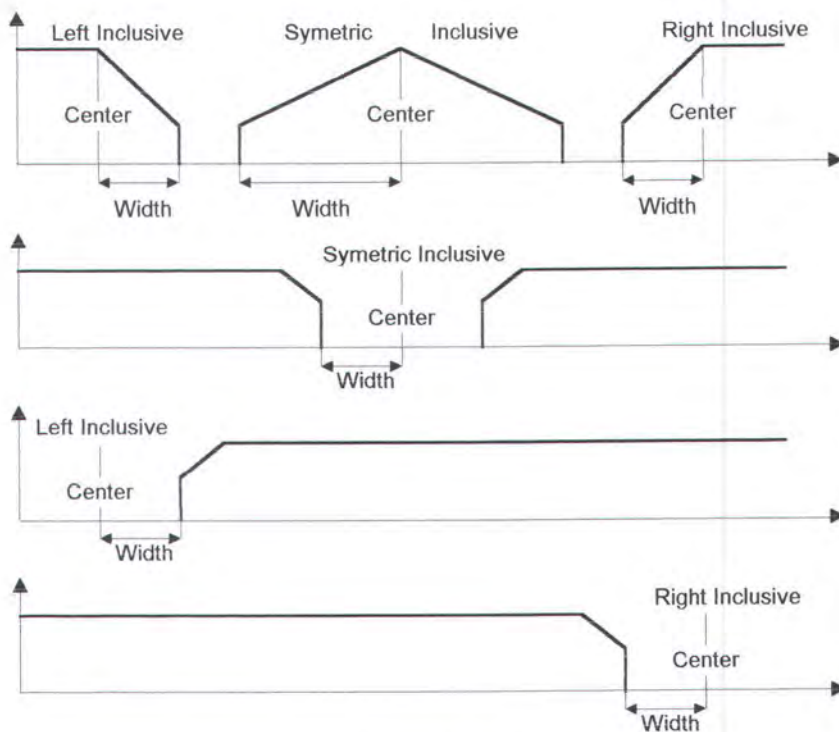 Left Inclusive Symetric Inclusive Right Inclusive
Center Center Center
Width Width Width
Symetric Inclusive
Center
Width
Left Inclusive
Center
Width
Right Inclusive
Center
Width